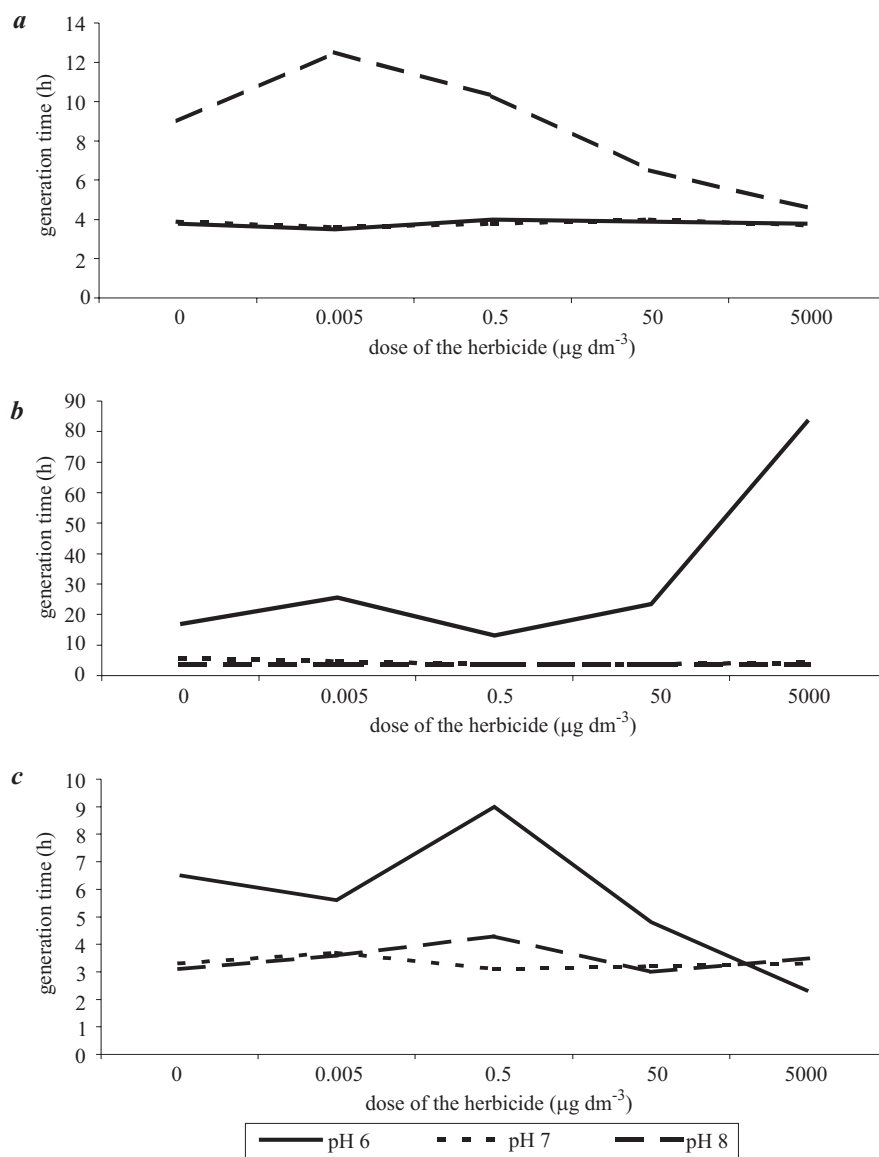 a
14
12
10
8
6
4
2
0
generation time (h)
0 0.005 0.5 50 5000
dose of the herbicide (µg dm-3)
b
90
80
70
60
50
40
30
20
10
0
generation time (h)
0 0.005 0.5 50 5000
dose of the herbicide (µg dm-3)
c
10
9
8
7
6
5
4
3
2
1
0
generation time (h)
0 0.005 0.5 50 5000
dose of the herbicide (µg dm-3)
pH 6 pH 7 pH 8